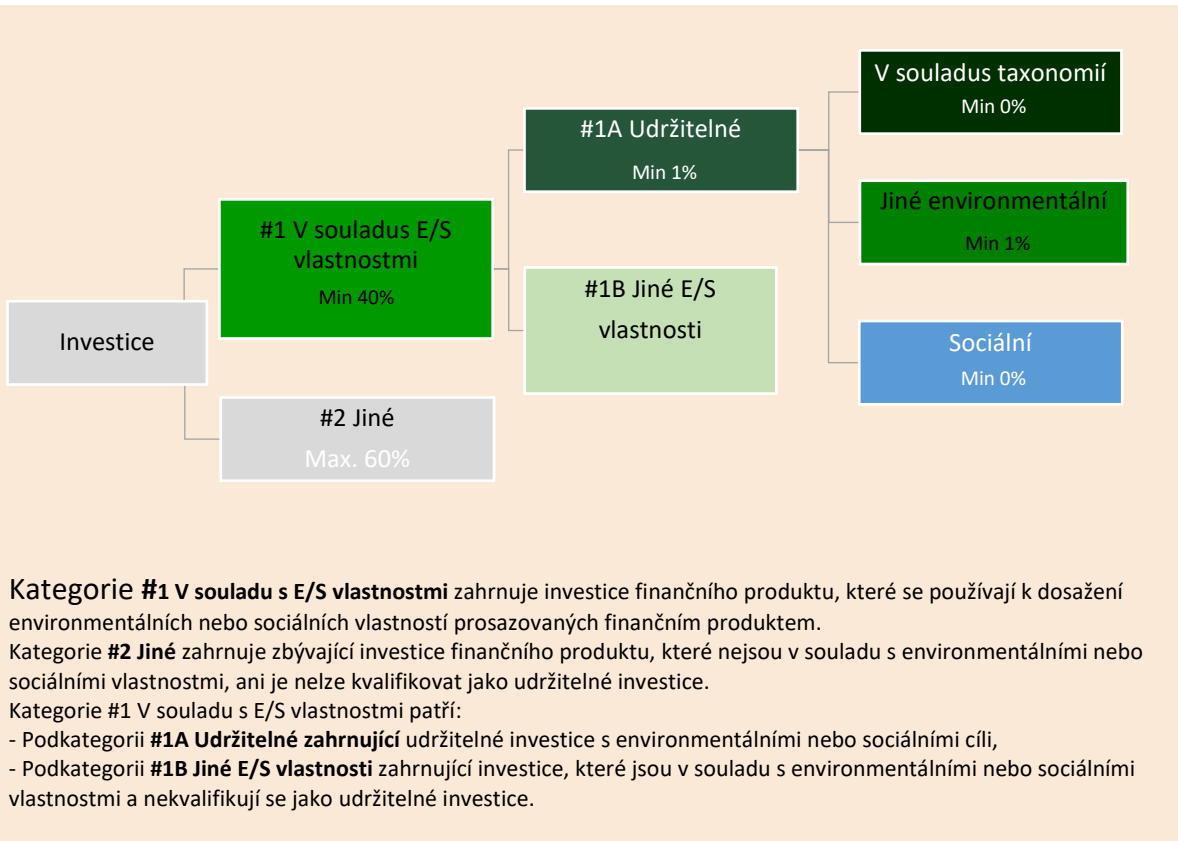 V souladus taxonomií
Min 0%
#1A Udržitelné
Min 1%
Jiné environmentální
Min 1%
#1 V souladus E/S
vlastnostmi
Min 40%
#1B Jiné E/S
vlastnosti
Investice
Sociální
Min 0%
#2 Jiné
Max. 60%
Kategorie #1 V souladu s E/S vlastnostmi zahrnuje investice finančního produktu, které se používají k dosažení
environmentálních nebo sociálních vlastností prosazovaných finančním produktem.
Kategorie #2 Jiné zahrnuje zbývající investice finančního produktu, které nejsou v souladu s environmentálními nebo
sociálními vlastnostmi, ani je nelze kvalifikovat jako udržitelné investice.
Kategorie #1 V souladu s E/S vlastnostmi patří:
- Podkategorii #1A Udržitelné zahrnující udržitelné investice s environmentálními nebo sociálními cíli,
- Podkategorii #1B Jiné E/S vlastnosti zahrnující investice, které jsou v souladu s environmentálními nebo sociálními
vlastnostmi a nekvalifikují se jako udržitelné investice.